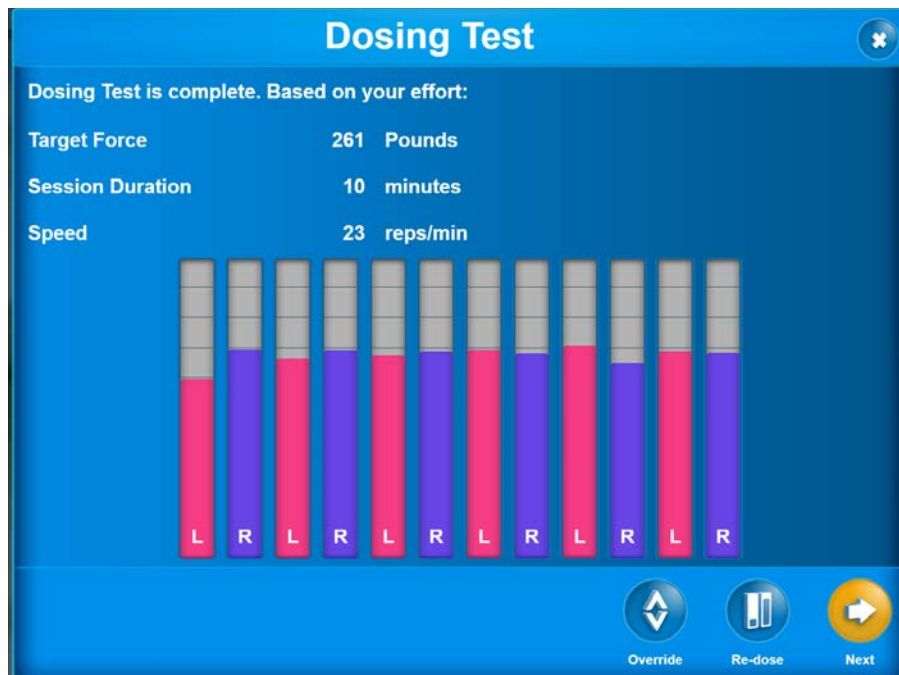 Dosing Test
Dosing Test is complete. Based on your effort:
Target Force 261 Pounds
Session Duration 10 minutes
Speed 23 reps/min
L R L R L R L R L R L R
Override Re-dose Next